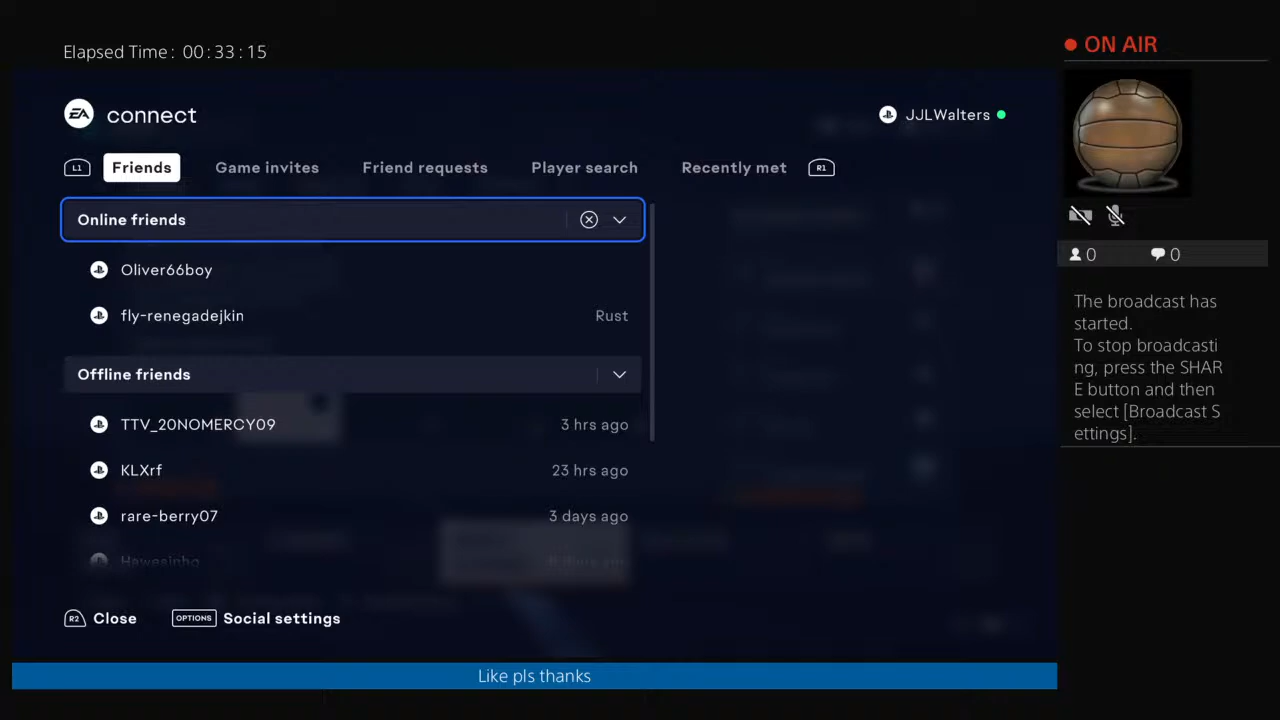 Elapsed Time: 00:33:15
ON AIR
EA connect
JJLWalters
L1 Friends Game invites Friend requests Player search Recently met R1
Online friends
Oliver66boy
fly-renegadejkin Rust
Offline friends
TTV_20NOMERCY09 3 hrs ago
KLXrf 23 hrs ago
rare-berry07 3 days ago
Hawesinho
R2 Close OPTIONS Social settings
Like pls thanks
0 0
The broadcast has
started.
To stop broadcasti
ng, press the SHAR
E button and then
select [Broadcast S
ettings].